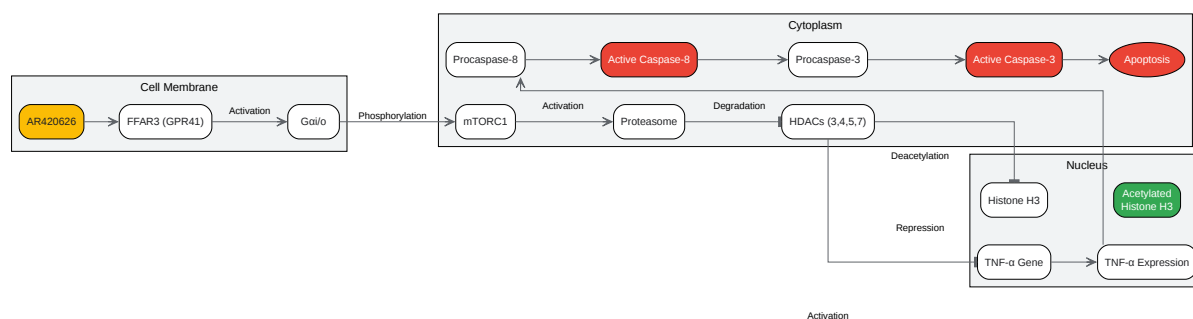 Cytoplasm
Procaspase-8
Active Caspase-8
Procaspase-3
Active Caspase-3
Apoptosis
Cell Membrane
AR420626
FFAR3 (GPR41)
Activation
Gαi/o
Phosphorylation
mTORC1
Activation
Proteasome
Degradation
HDACs (3,4,5,7)
Deacetylation
Nucleus
Histone H3
Acetylated
Histone H3
Repression
TNF-α Gene
TNF-α Expression
Activation